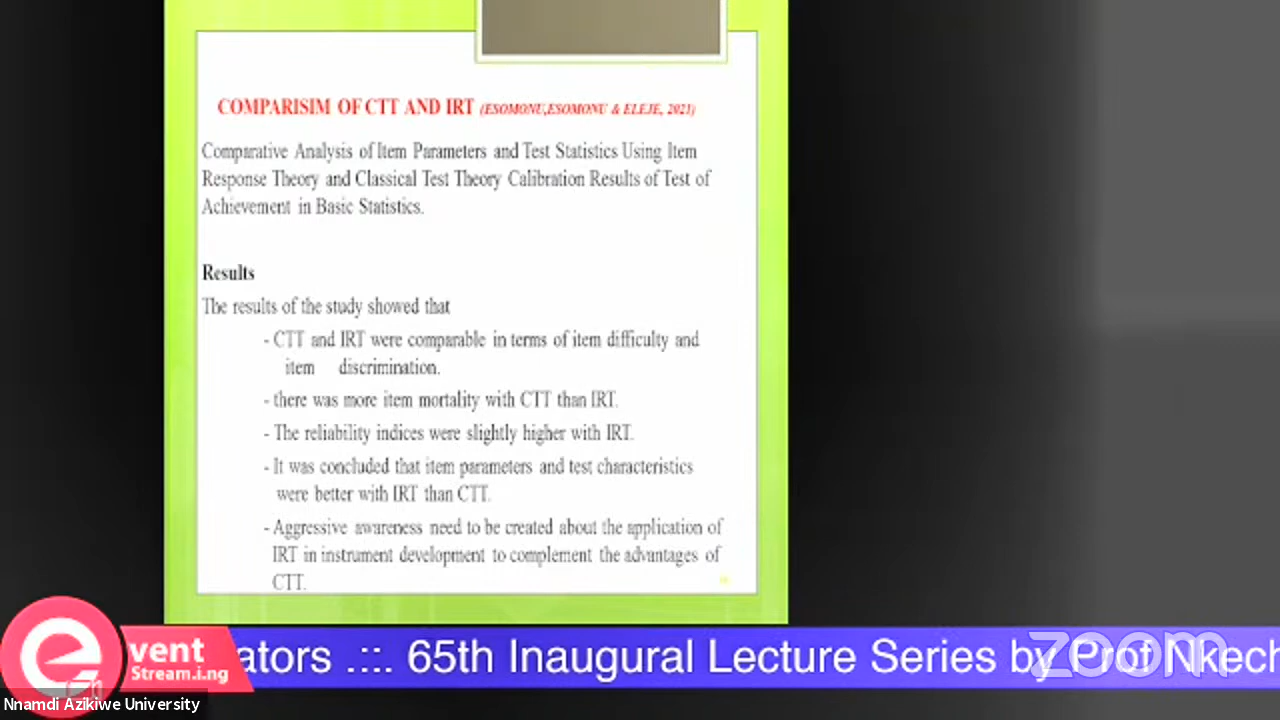 COMPARISIM OF CTT AND IRT (ESOMONU,ESOMONU & ELEJE, 2021)
Comparative Analysis of Item Parameters and Test Statistics Using Item
Response Theory and Classical Test Theory Calibration Results of Test of
Achievement in Basic Statistics.
Results
The results of the study showed that
- CTT and IRT were comparable in terms of item difficulty and
item discrimination.
- there was more item mortality with CTT than IRT.
- The reliability indices were slightly higher with IRT.
- It was concluded that item parameters and test characteristics
were better with IRT than CTT.
- Aggressive awareness need to be created about the application of
IRT in instrument development to complement the advantages of
CTT.
event
Stream.i.ng
ators .::. 65th Inaugural Lecture Series by Prof Nkech
zoom
Nnamdi Azikiwe University